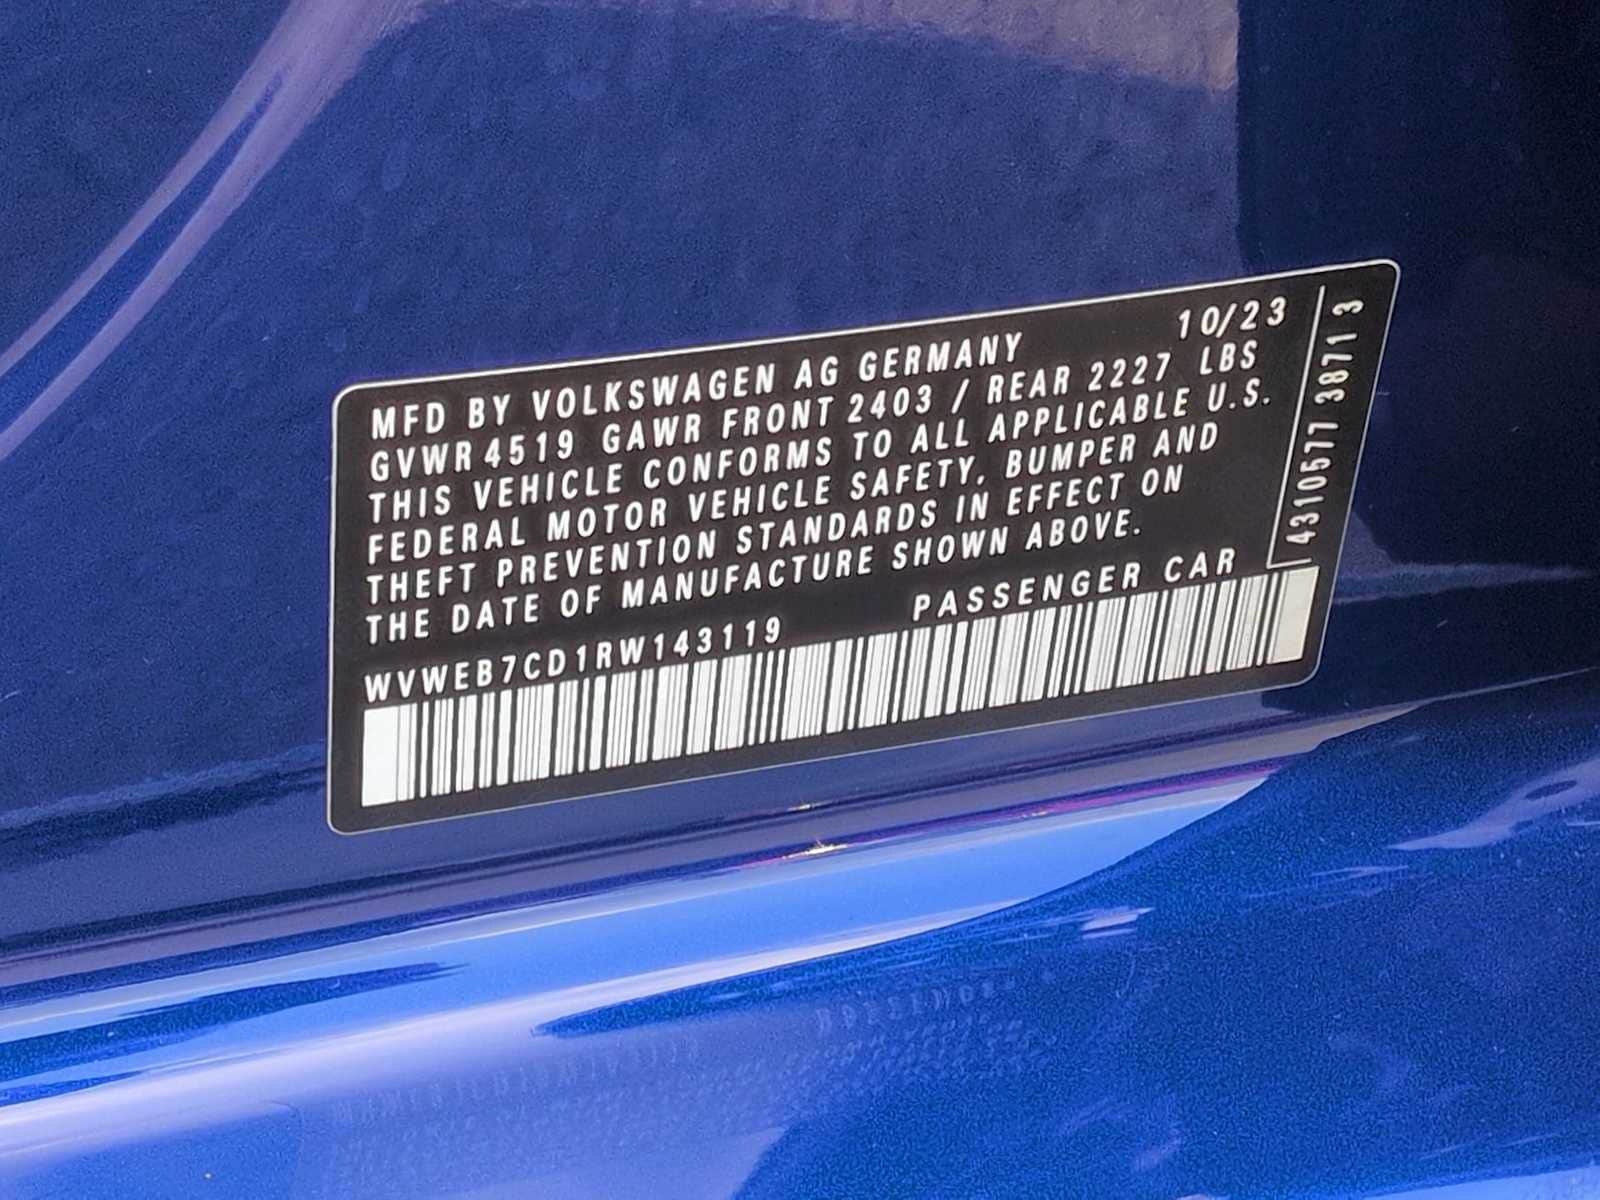 10/23
MFD BY VOLKSWAGEN AG GERMANY
GVWR 4519 GAWR FRONT 2403 / REAR 2227 LBS
THIS VEHICLE CONFORMS TO ALL APPLICABLE U.S.
FEDERAL MOTOR VEHICLE SAFETY, BUMPER AND
THEFT PREVENTION STANDARDS IN EFFECT ON
THE DATE OF MANUFACTURE SHOWN ABOVE.
WVWEB7CD1RW143119 PASSENGER CAR
4310577 3871 3